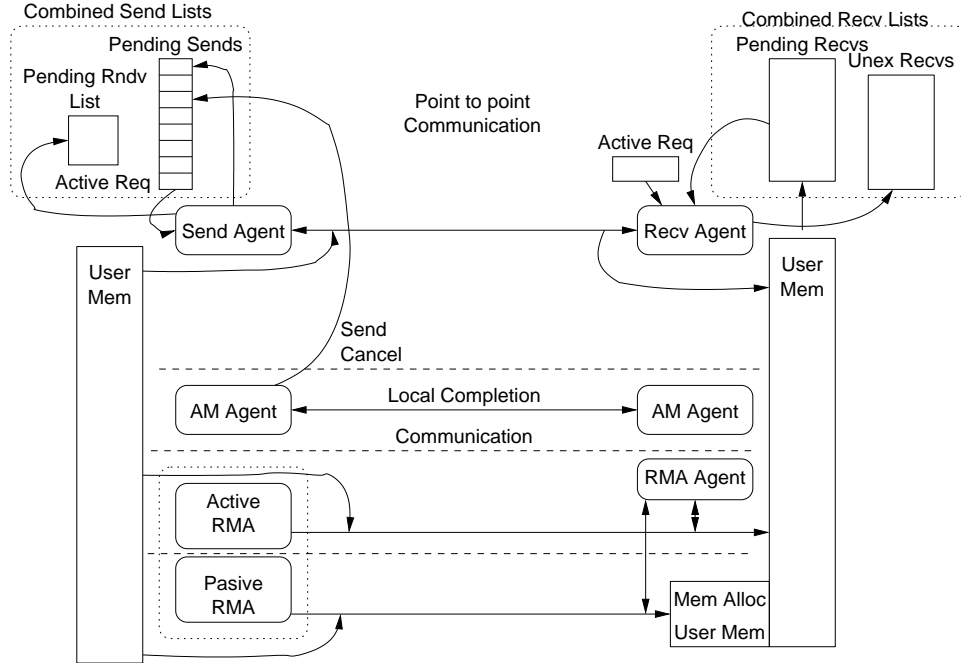 Combined Send Lists
Pending Sends
Pending Rndv
List
Active Req
Send Agent
User
Mem
Point to point
Communication
Combined Recv Lists
Pending Recvs
Unex Recvs
Active Req
Recv Agent
User
Mem
Send
Cancel
AM Agent
Local Completion
AM Agent
Communication
RMA Agent
Active
RMA
Pasive
RMA
Mem Alloc
User Mem